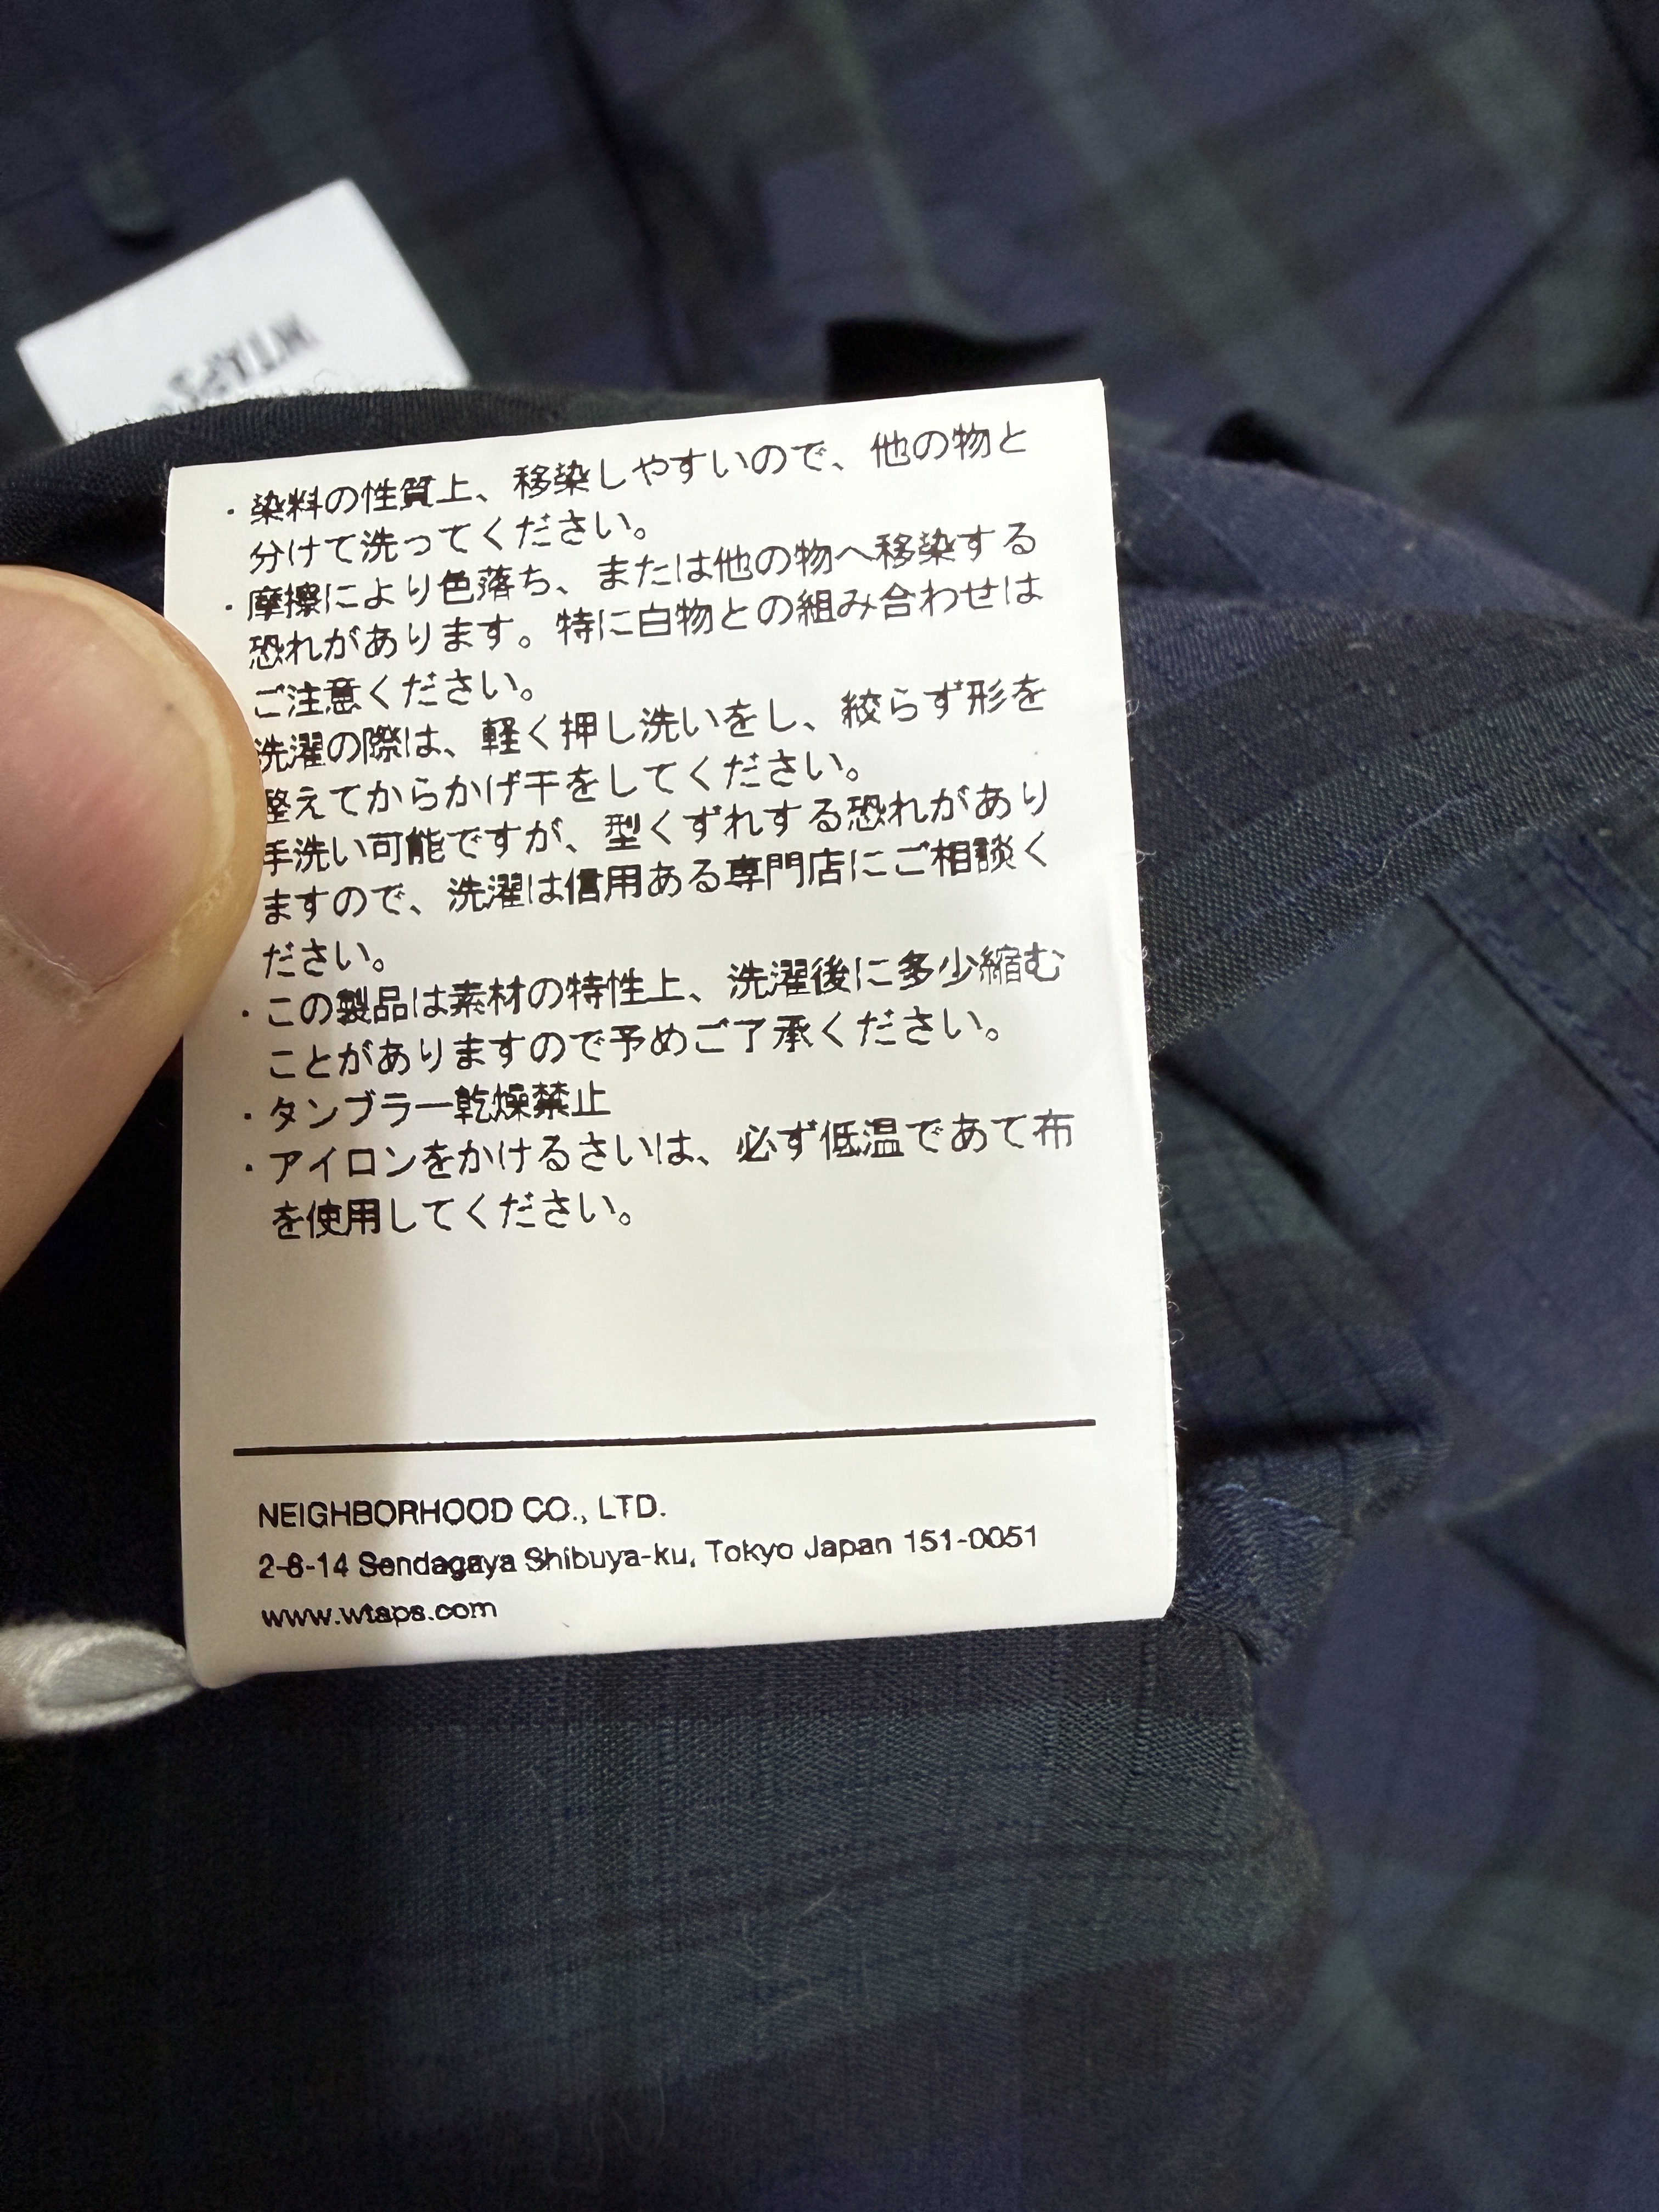 WTAPS
・染料の性質上、移染しやすいので、他の物と
分けて洗ってください。
・摩擦により色落ち、または他の物へ移染する
恐れがあります。特に白物との組み合わせは
ご注意ください。
洗濯の際は、軽く押し洗いをし、絞らず形を
整えてからかげ干をしてください。
手洗い可能ですが、型くずれする恐れがあり
ますので、洗濯は信用ある専門店にご相談く
ださい。
・この製品は素材の特性上、洗濯後に多少縮む
ことがありますので予めご了承ください。
・タンブラー乾燥禁止
・アイロンをかけるさいは、必ず低温であて布
を使用してください。
NEIGHBORHOOD CO., LTD.
2-8-14 Sendagaya Shibuya-ku, Tokyo Japan 151-0051
www.wtaps.com